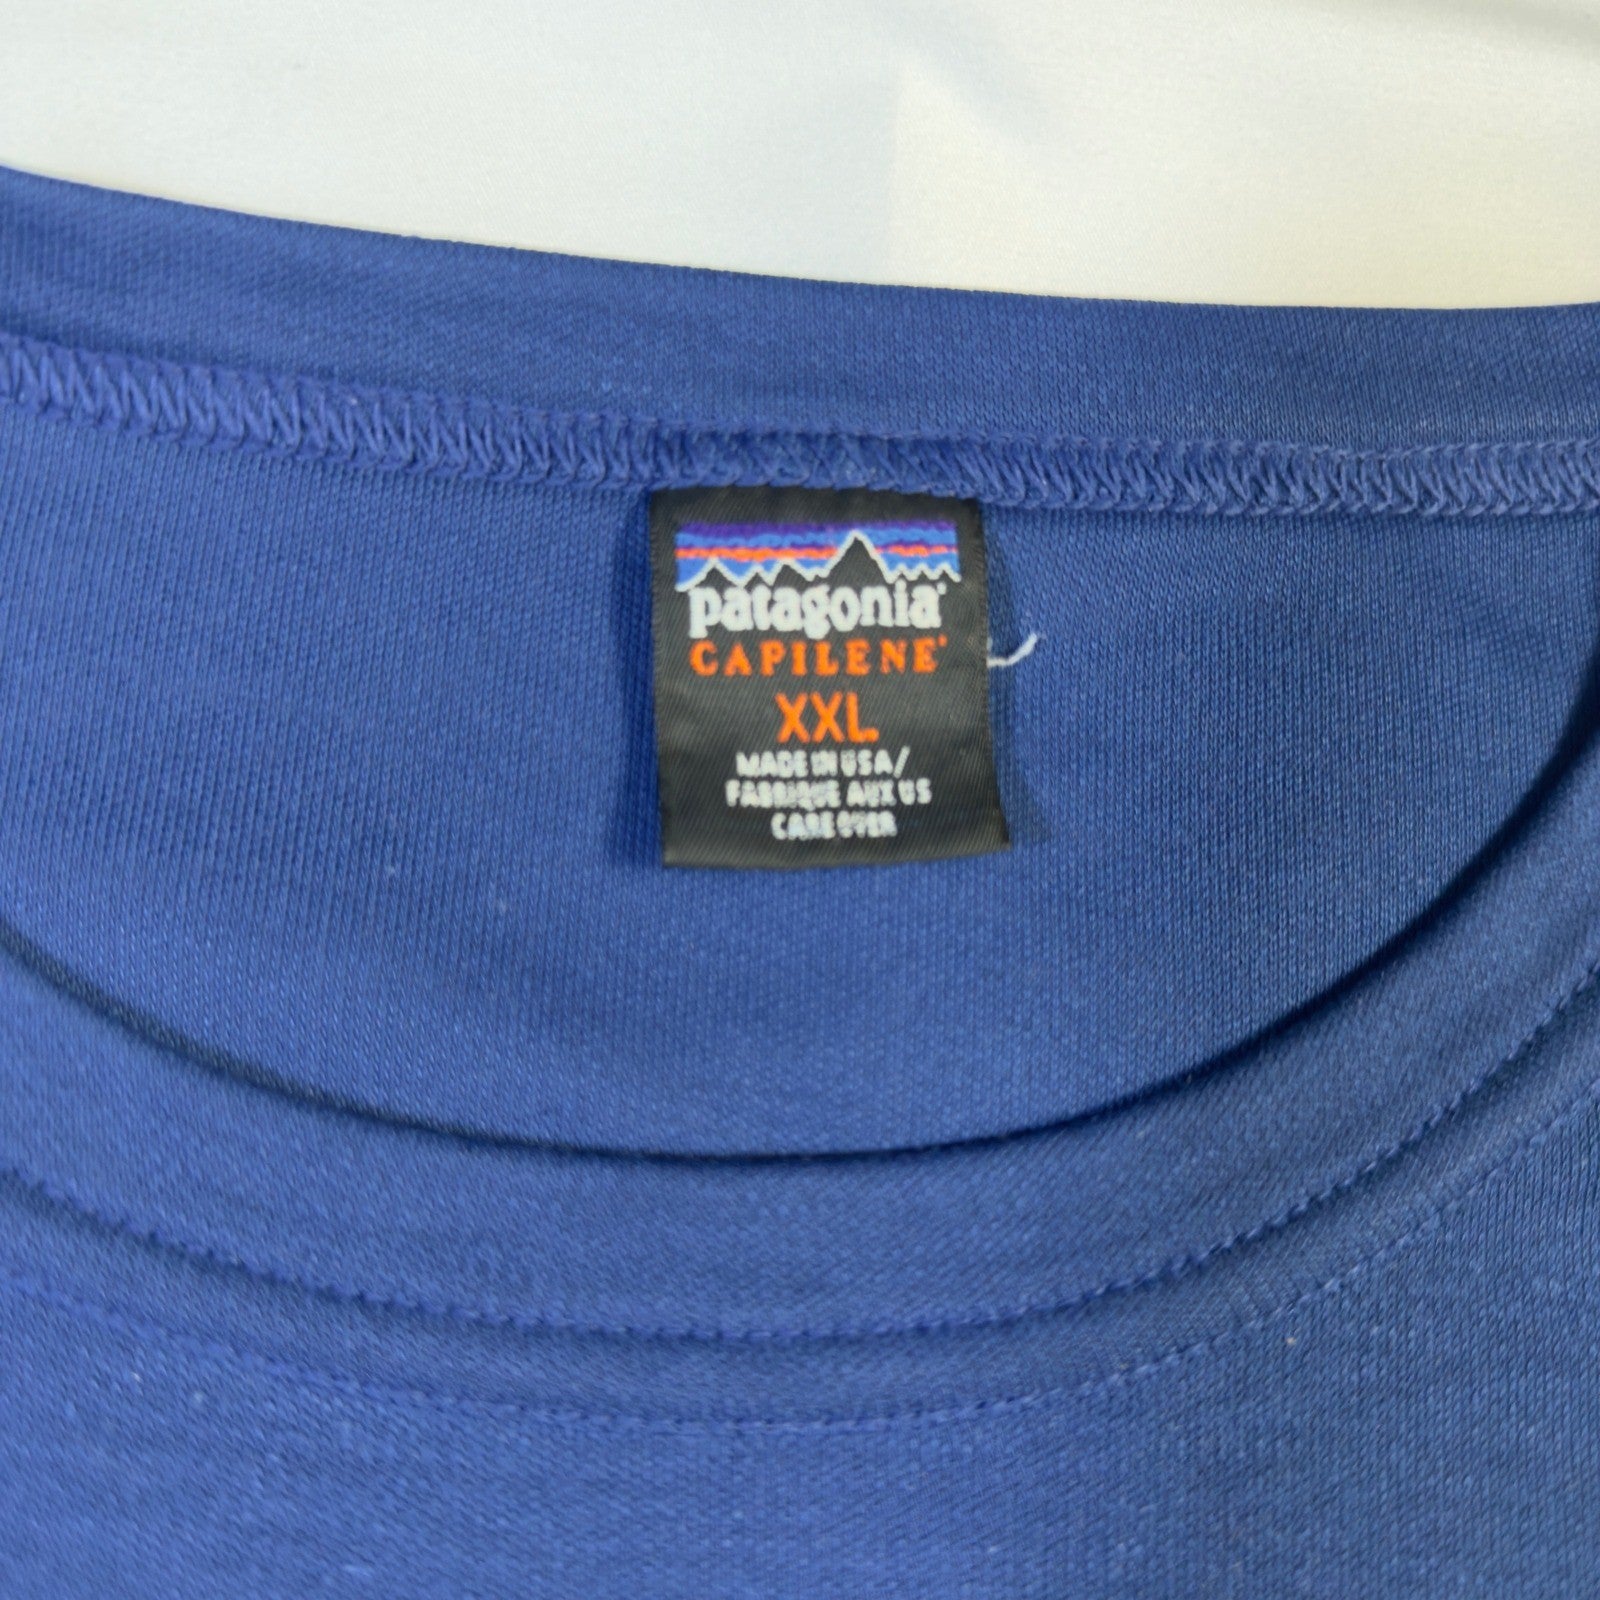 patagonia®
CAPILENE®
XXL
MADE IN USA/
FABRIQUE AUX US
CARE OVER